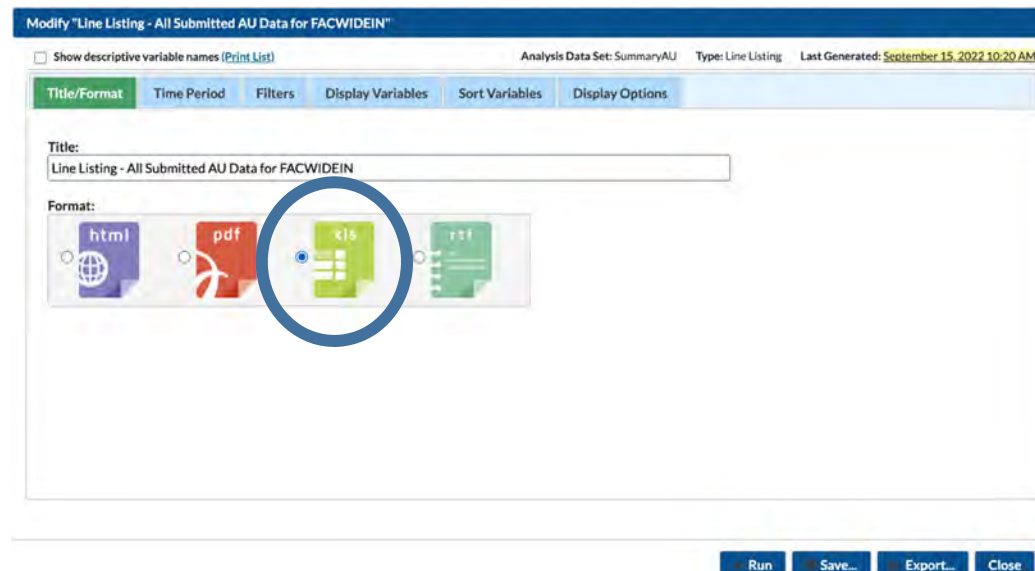 Modify "Line Listing - All Submitted AU Data for FACWIDEIN"
Show descriptive variable names (Print List) Analysis Data Set: SummaryAU Type: Line Listing Last Generated: September 15, 2022 10:20 AM
Title/Format Time Period Filters Display Variables Sort Variables Display Options
Title:
Line Listing - All Submitted AU Data for FACWIDEIN
Format:
html pdf xls rtf
Run Save... Export... Close